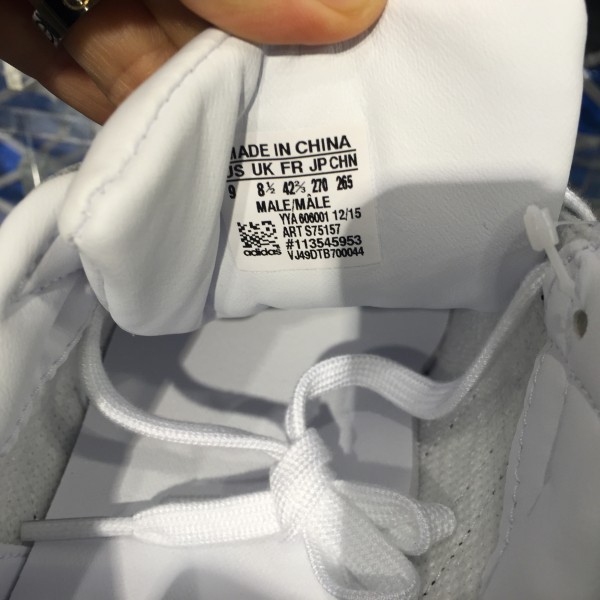 MADE IN CHINA
US UK FR JP CHN
9 8½ 42⅔ 270 265
MALE/MÂLE
YYA 606001 12/15
ART S75157
#113545953
adidas VJ49DTB700044